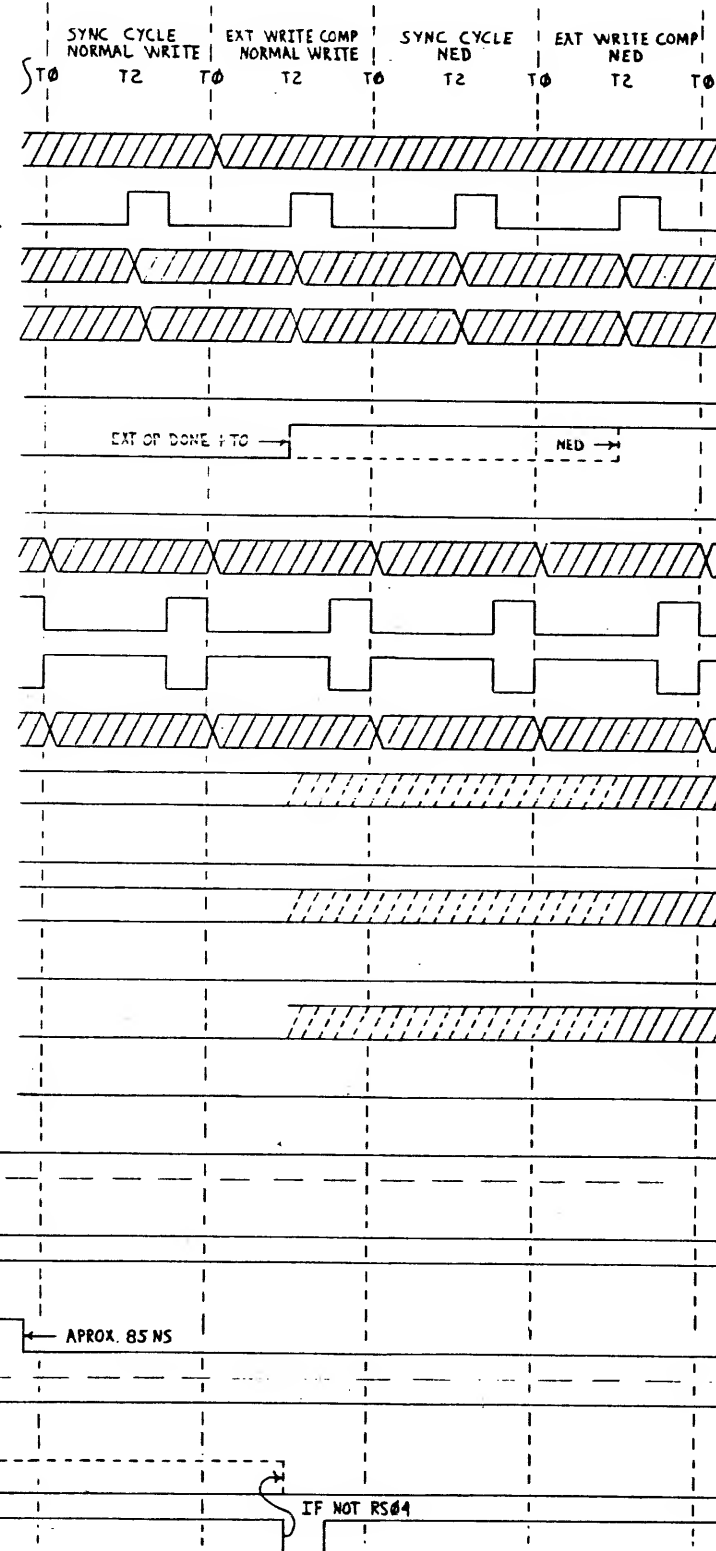 SYNC CYCLE EXT WRITE COMP SYNC CYCLE EXT WRITE COMP
NORMAL WRITE NORMAL WRITE NED NED
TØ T2 TØ T2 TØ T2 TØ T2 TØ
EXT OP DONE NED
APROX. 85 NS
IF NOT RSØ4